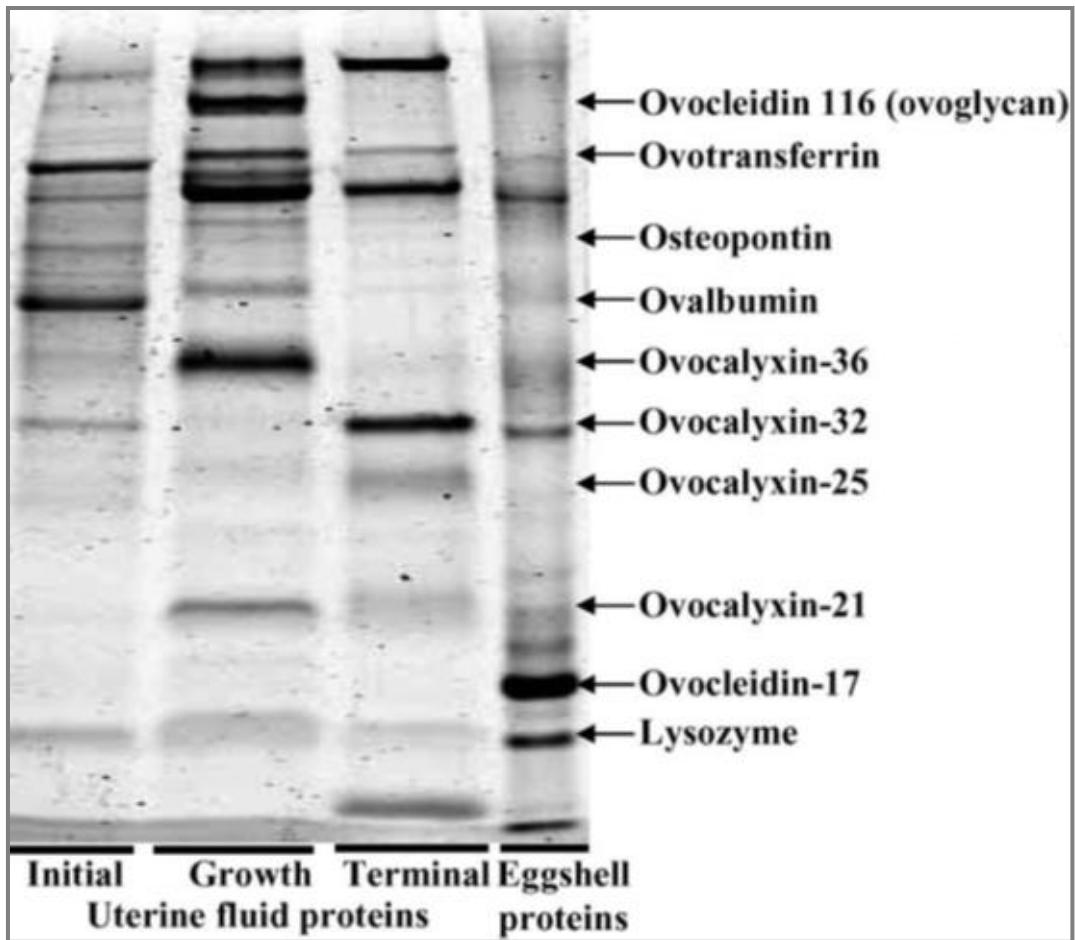 Ovocleidin 116 (ovoglycan)
Ovotransferrin
Osteopontin
Ovalbumin
Ovocalyxin-36
Ovocalyxin-32
Ovocalyxin-25
Ovocalyxin-21
Ovocleidin-17
Lysozyme
Initial Growth Terminal Eggshell
Uterine fluid proteins proteins